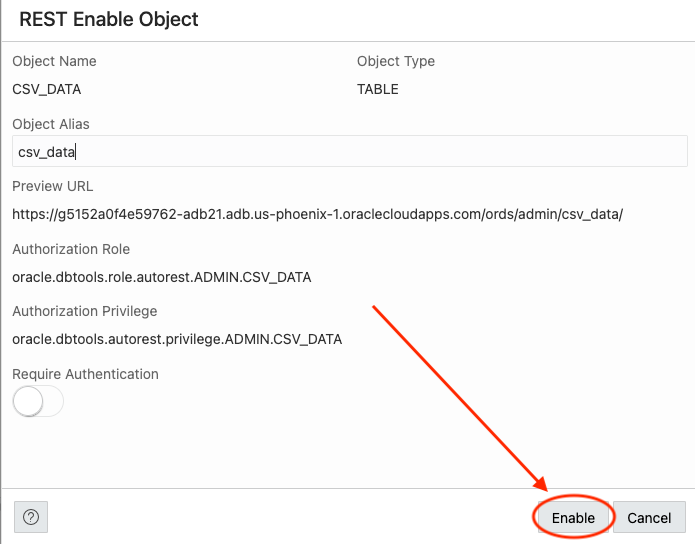 REST Enable Object
Object Name
Object Type
CSV_DATA
TABLE
Object Alias
csv_data
Preview URL
https://g5152a0f4e59762-adb21.adb.us-phoenix-1.oraclecloudapps.com/ords/admin/csv_data/
Authorization Role
oracle.dbtools.role.autorest.ADMIN.CSV_DATA
Authorization Privilege
oracle.dbtools.autorest.privilege.ADMIN.CSV_DATA
Require Authentication
?
Enable
Cancel